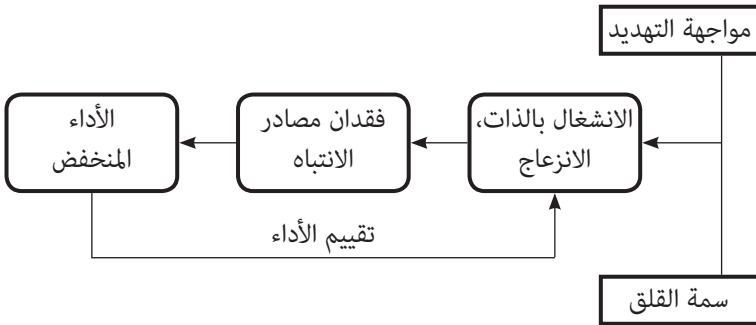 مواجهة التهديد
الانشغال بالذات،
الانزعاج
فقدان مصادر
الانتباه
الأداء
المنخفض
تقييم الأداء
سمة القلق